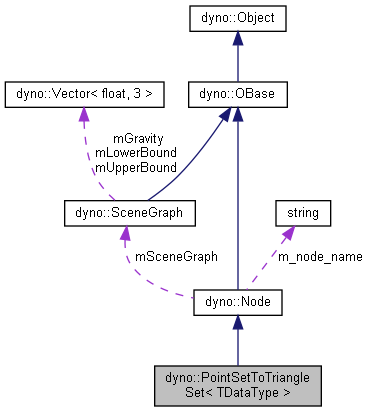 dyno::Object
dyno::Vector< float, 3 >
dyno::OBase
mGravity
mLowerBound
mUpperBound
dyno::SceneGraph
string
mSceneGraph
m_node_name
dyno::Node
dyno::PointSetToTriangle
Set< TDataType >